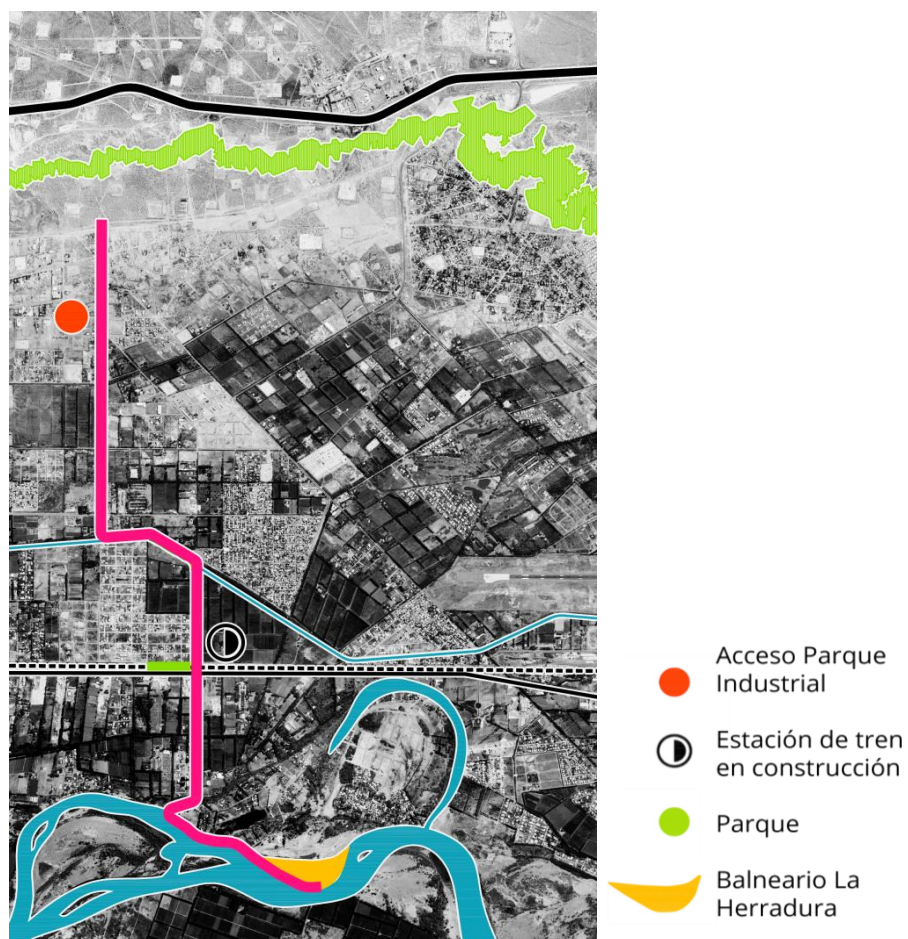 Acceso Parque
Industrial
Estación de tren
en construcción
Parque
Balneario La
Herradura